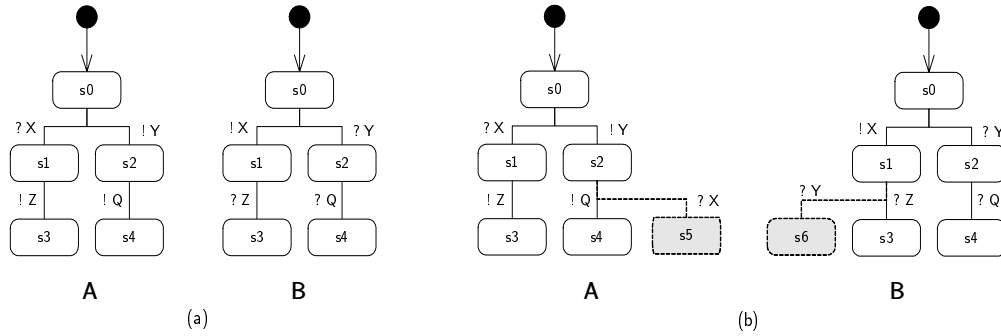 s0 s0 s0 s0
? X ! Y ! X ? Y ? X ! Y ! X ? Y
s1 s2 s1 s2 s1 s2 s1 s2
? Y
! Z ! Q ? Z ? Q ! Z ! Q ? X ? Z ? Q
s3 s4 s3 s4 s3 s4 s5 s6 s3 s4
A B A B
(a) (b)